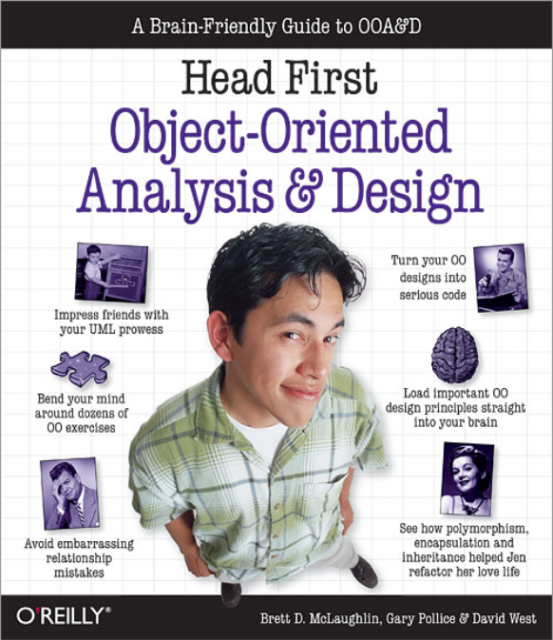 A Brain-Friendly Guide to OOA&D
Head First
Object-Oriented
Analysis & Design
Impress friends with
your UML prowess
Bend your mind
around dozens of
OO exercises
Avoid embarrassing
relationship
mistakes
Turn your OO
designs into
serious code
Load important OO
design principles straight
into your brain
See how polymorphism,
encapsulation and
inheritance helped Jen
refactor her love life
O'REILLY®
Brett D. McLaughlin, Gary Pollice & David West